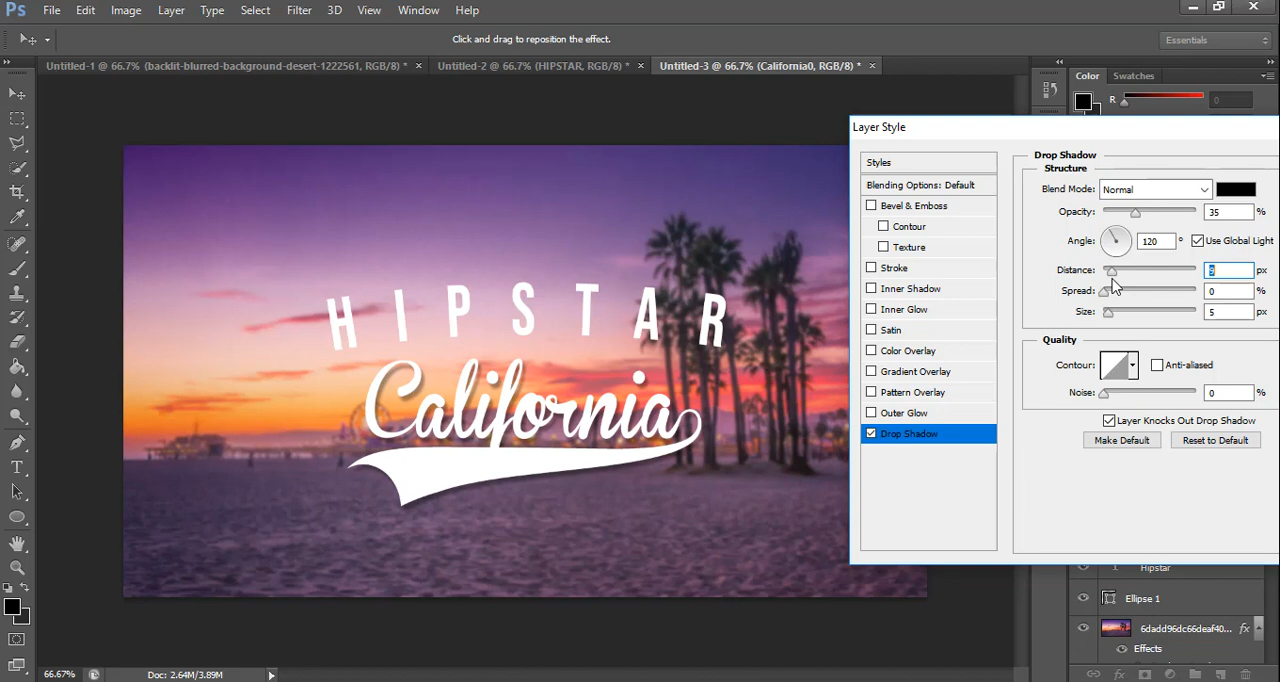 Ps File Edit Image Layer Type Select Filter 3D View Window Help
Click and drag to reposition the effect.
Essentials
Untitled-1 @ 66.7% (backlit-blurred-background-desert-1222561, RGB/8) * × Untitled-2 @ 66.7% (HIPSTAR, RGB/8) * × Untitled-3 @ 66.7% (California0, RGB/8) * ×
Color Swatches
R 0
Layer Style
Styles
Blending Options: Default
Bevel & Emboss
Contour
Texture
Stroke
Inner Shadow
Inner Glow
Satin
Color Overlay
Gradient Overlay
Pattern Overlay
Outer Glow
Drop Shadow
Drop Shadow
Structure
Blend Mode: Normal
Opacity: 35 %
Angle: 120 ° Use Global Light
Distance: 9 px
Spread: 0 %
Size: 5 px
Quality
Contour: Anti-aliased
Noise: 0 %
Layer Knocks Out Drop Shadow
Make Default Reset to Default
HIPSTAR
California
Hipstar
Ellipse 1
6dadd96dc66deaf40... fx
Effects
66.67% Doc: 2.64M/3.89M